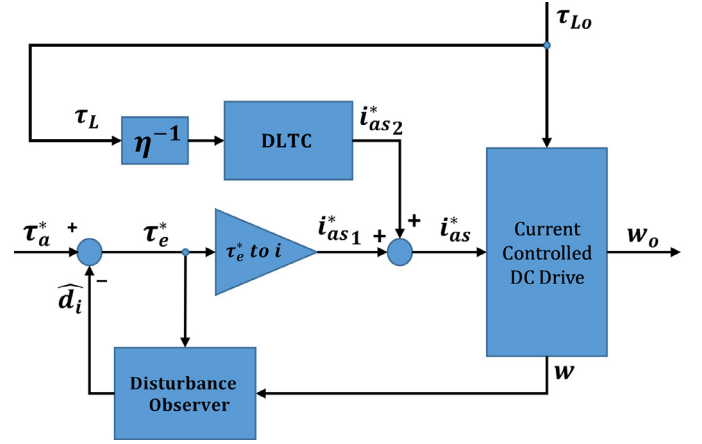 τ_Lo
τ_L
η⁻¹
DLTC
i*_as2
τ*_a
+
τ*_e
τ*_e to i
i*_as1
+
+
i*_as
Current
Controlled
DC Drive
w_o
d̂_i
−
Disturbance
Observer
w